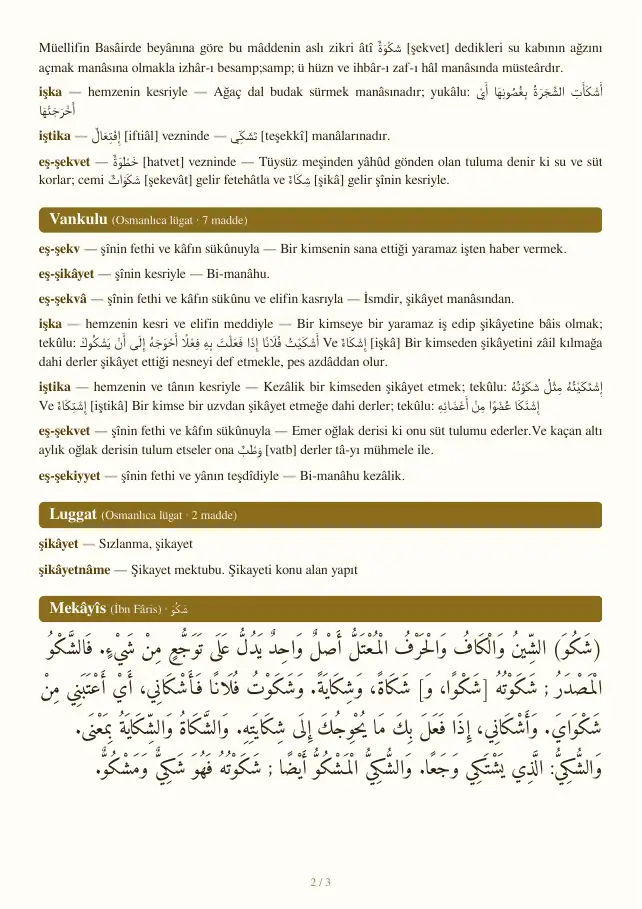 Müellifin Basâirde beyânına göre bu mâddenin aslı zikri âtî شَكْوَةٌ [şekvet] dedikleri su kabının ağzını
açmak manâsına olmakla izhâr-ı besamp;samp; ü hüzn ve ihbâr-ı zaf-ı hâl manâsında müsteârdır.
işka — hemzenin kesriyle — Ağaç dal budak sürmek manâsınadır; yukâlu: أَشْكَأَتِ الشَّجَرَةُ بِغُصُونِهَا أَيْ
أَخْرَجَتْهَا
iştika — إِفْتِعَالٌ [iftiâl] vezninde — تَشَكِّي [teşekkî] manâlarınadır.
eş-şekvet — خَطْوَةٌ [hatvet] vezninde — Tüysüz meşinden yâhûd gönden olan tuluma denir ki su ve süt
korlar; cemi شَكَوَاتٌ [şekevât] gelir fetehâtla ve شِكَاءٌ [şikâ] gelir şînin kesriyle.
Vankulu (Osmanlıca lügat · 7 madde)
eş-şekv — şînin fethi ve kâfın sükûnuyla — Bir kimsenin sana ettiği yaramaz işten haber vermek.
eş-şikâyet — şînin kesriyle — Bi-manâhu.
eş-şekvâ — şînin fethi ve kâfın sükûnu ve elifin kasrıyla — İsmdir, şikâyet manâsından.
işka — hemzenin kesri ve elifin meddiyle — Bir kimseye bir yaramaz iş edip şikâyetine bâis olmak;
tekûlu: أَشْكَيْتُ فُلَانًا إِذَا فَعَلْتَ بِهِ فِعْلًا أَحْوَجَهُ إِلَى أَنْ يَشْكُوكَ Ve إِشْكَاءٌ [işkâ] Bir kimseden şikâyetini zâil kılmağa
dahi derler şikâyet ettiği nesneyi def etmekle, pes azdâddan olur.
iştika — hemzenin ve tânın kesriyle — Kezâlik bir kimseden şikâyet etmek; tekûlu: إِشْتَكَيْتُهُ مِثْلُ شَكَوْتُهُ
Ve إِشْتِكَاءٌ [iştikâ] Bir kimse bir uzvdan şikâyet etmeğe dahi derler; tekûlu: إِشْتَكَا عُضْوًا مِنْ أَعْضَائِهِ
eş-şekvet — şînin fethi ve kâfın sükûnuyla — Emer oğlak derisi ki onu süt tulumu ederler.Ve kaçan altı
aylık oğlak derisin tulum etseler ona وَطْبٌ [vatb] derler tâ-yı mühmele ile.
eş-şekiyyet — şînin fethi ve yânın teşdîdiyle — Bi-manâhu kezâlik.
Luggat (Osmanlıca lügat · 2 madde)
şikâyet — Sızlanma, şikayet
şikâyetnâme — Şikayet mektubu. Şikayeti konu alan yapıt
Mekâyîs (İbn Fâris) · شَكُوَ
(شَكُوَ) الشِّينُ وَالْكَافُ وَالْحَرْفُ الْمُعْتَلُّ أَصْلٌ وَاحِدٌ يَدُلُّ عَلَى تَوَجُّعٍ مِنْ شَيْءٍ. فَالشَّكْوُ
الْمَصْدَرُ ; شَكَوْتُهُ [شَكْوًا، وَ] شَكَاةً، وَشِكَايَةً. وَشَكَوْتُ فُلَانًا فَأَشْكَانِي، أَيْ أَعْتَبَنِي مِنْ
شَكْوَايَ. وَأَشْكَانِي، إِذَا فَعَلَ بِكَ مَا يُحْوِجُكَ إِلَى شِكَايَتِهِ. وَالشَّكَاةُ وَالشِّكَايَةُ بِمَعْنَى.
وَالشَّكِيُّ: الَّذِي يَشْتَكِي وَجَعًا. وَالشَّكِيُّ الْمَشْكُوُّ أَيْضًا ; شَكَوْتُهُ فَهُوَ شَكِيٌّ وَمَشْكُوٌّ.
2 / 3